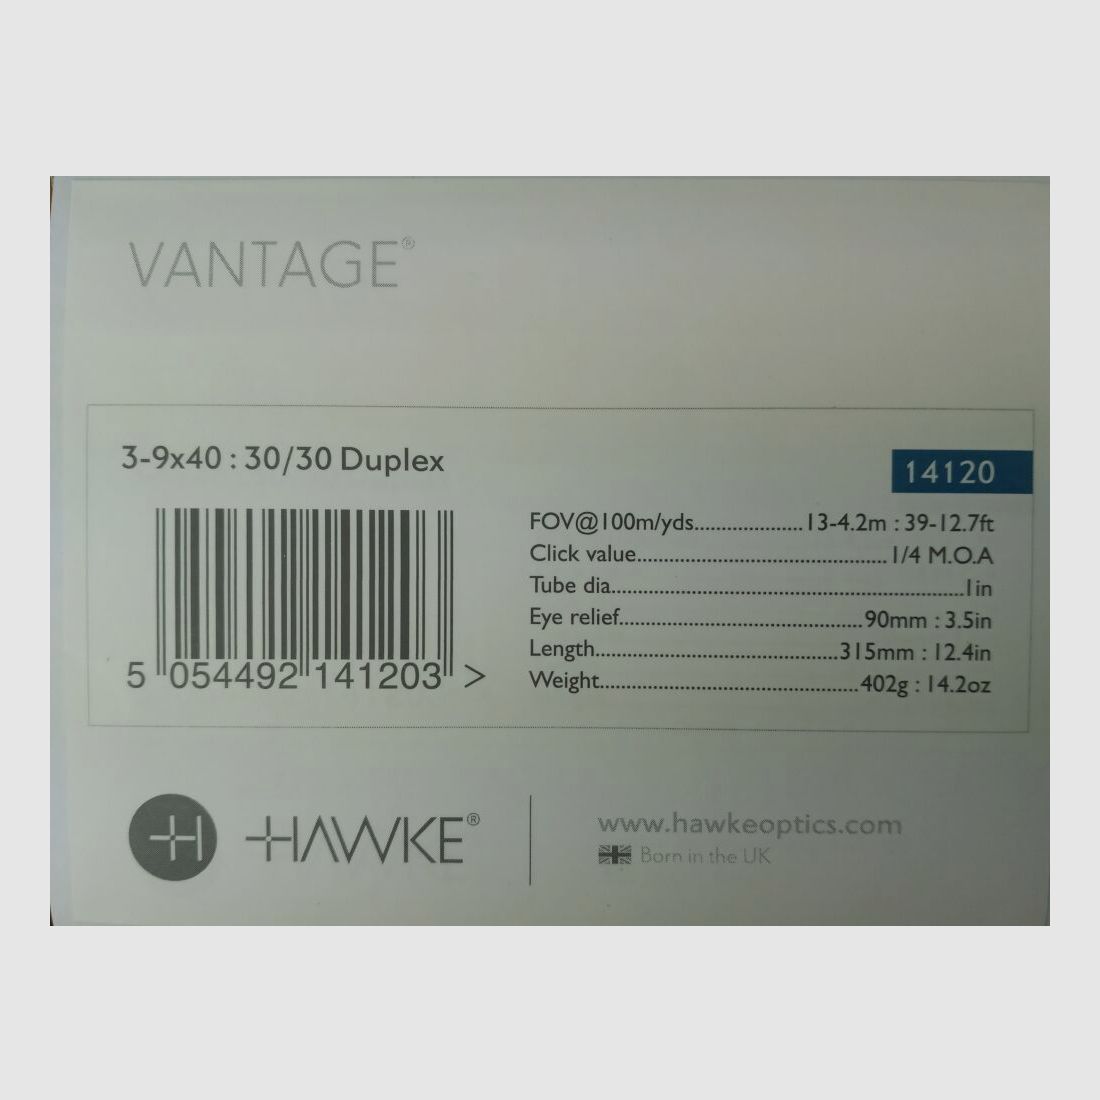 VANTAGE®
3-9x40 : 30/30 Duplex
14120
FOV@100m/yds....................13-4.2m : 39-12.7ft
Click value..............................................1/4 M.O.A
Tube dia.................................................................1in
Eye relief.............................................90mm : 3.5in
Length.............................................315mm : 12.4in
Weight................................................402g : 14.2oz
5 054492 141203 >
HAWKE®
www.hawkeoptics.com
Born in the UK